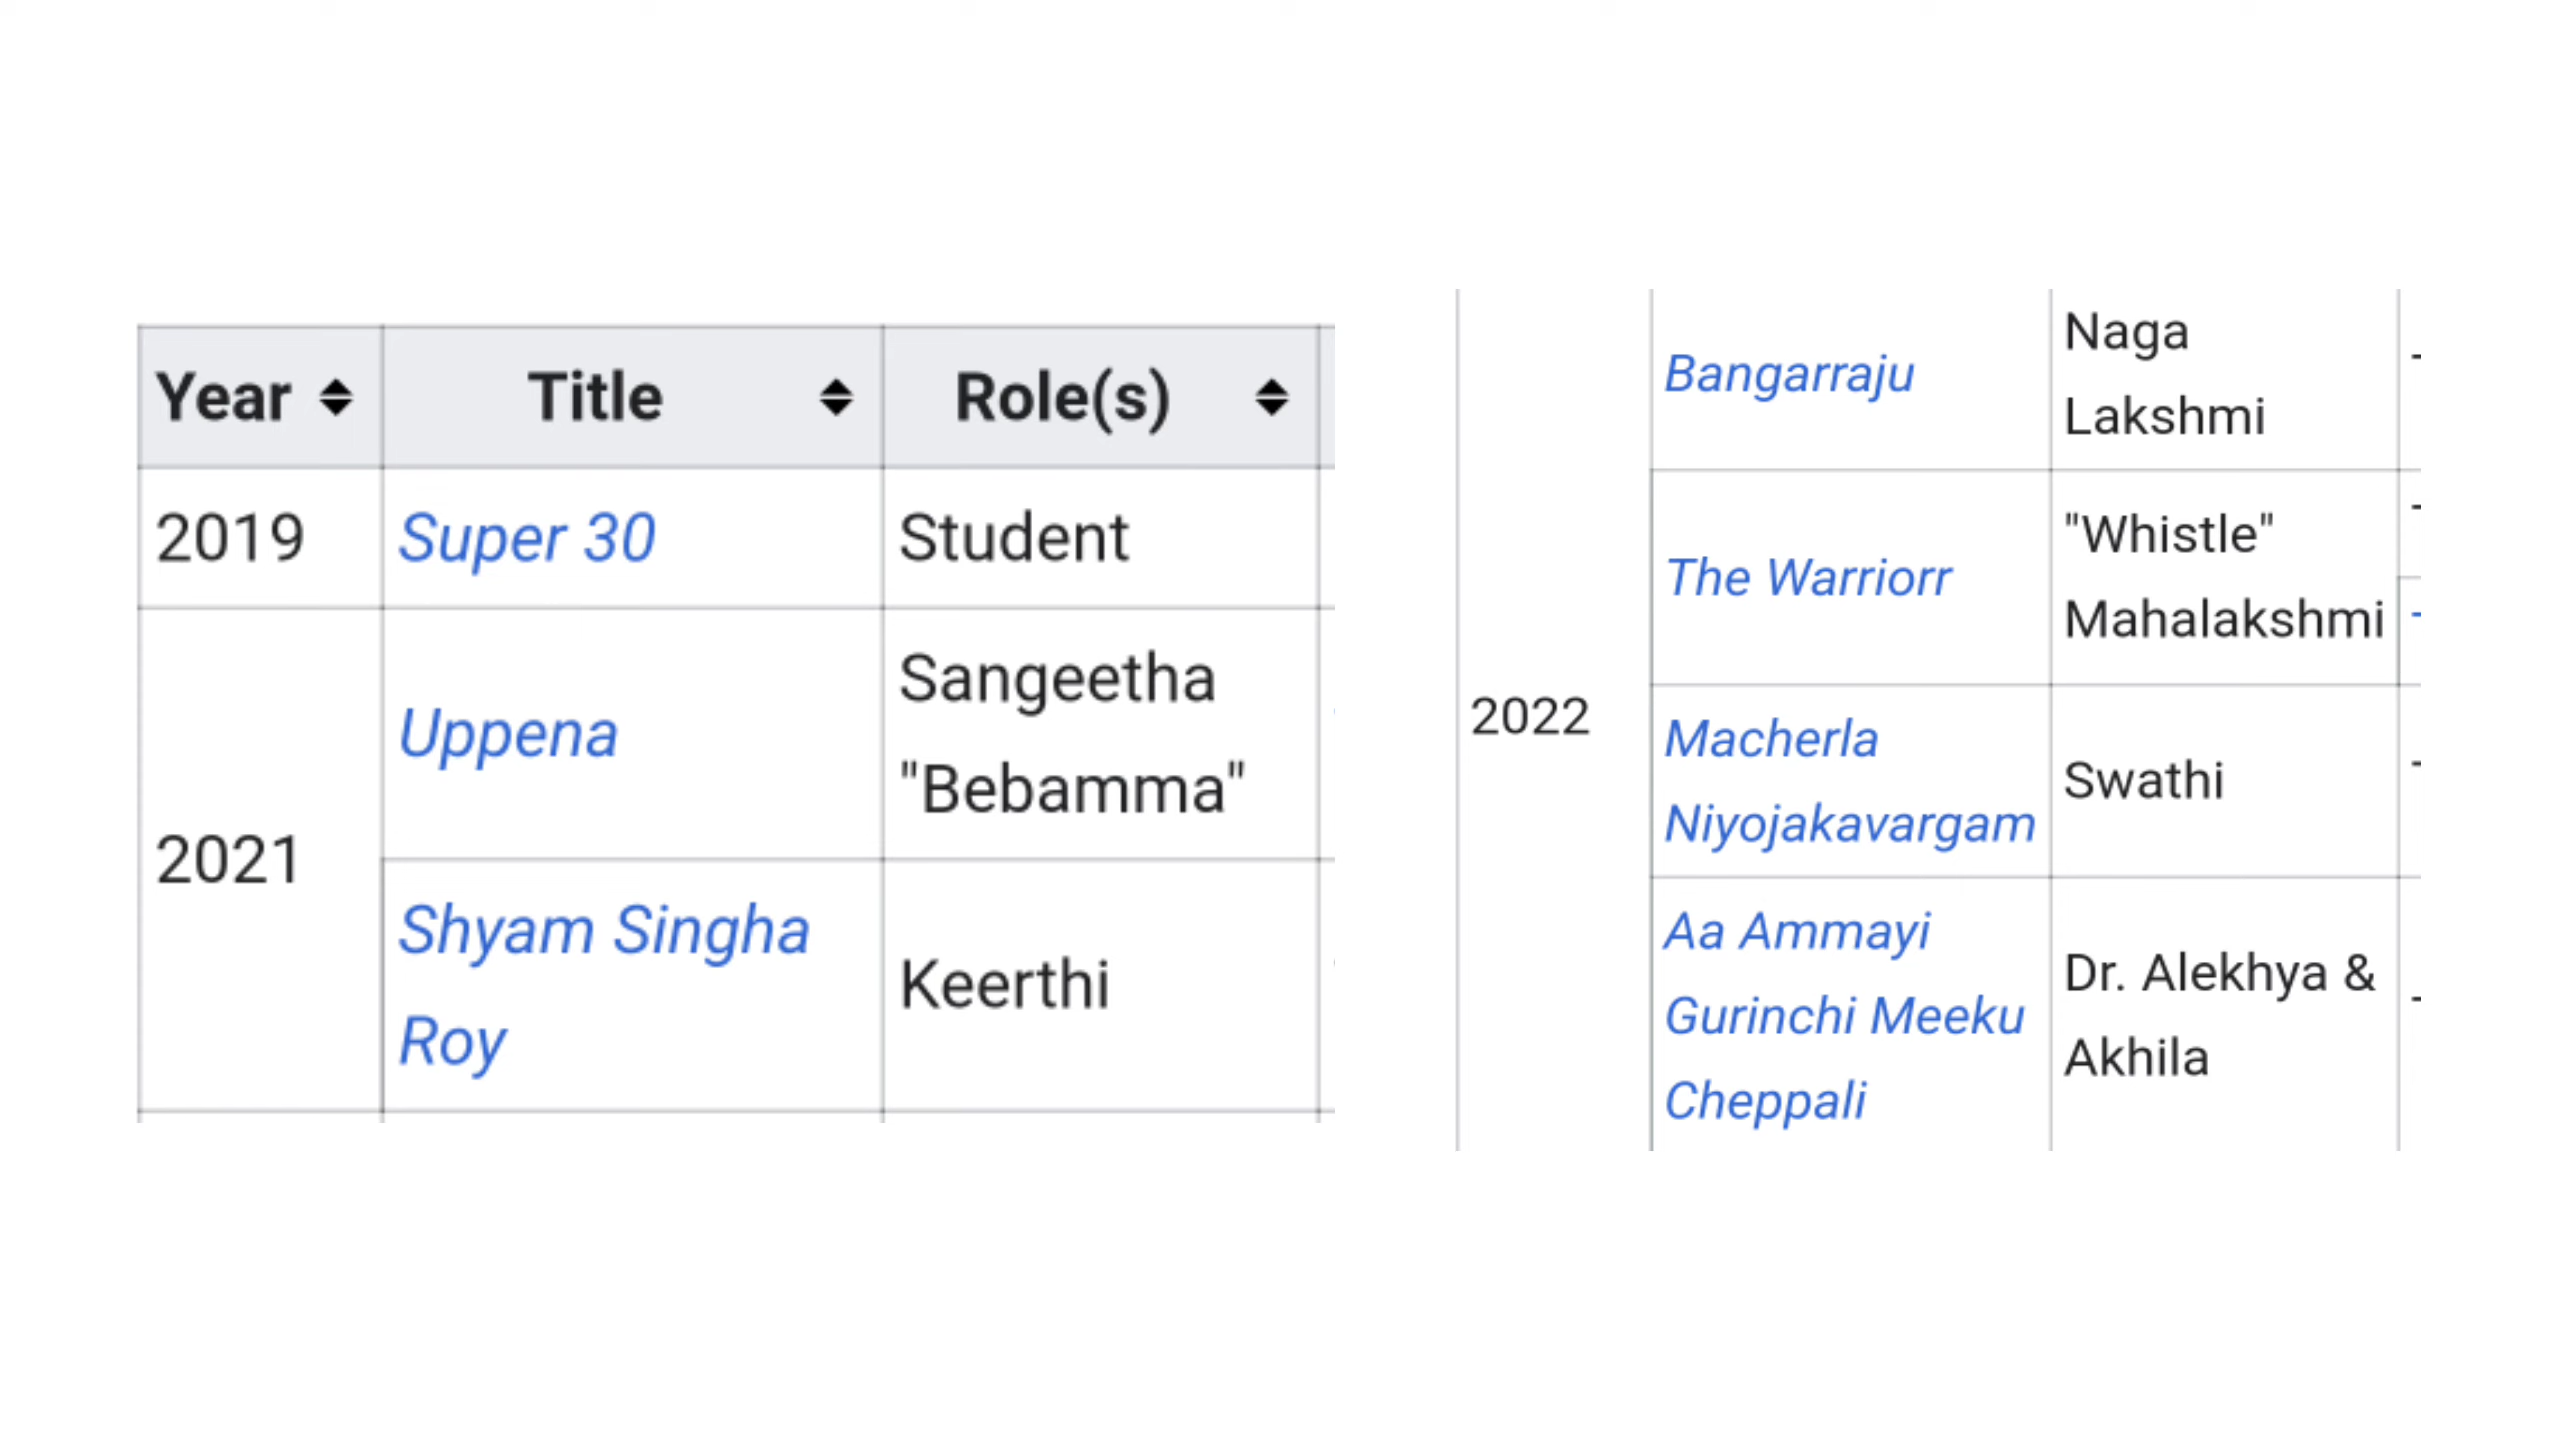 Year Title Role(s)
2019 Super 30 Student
2021
Uppena
Sangeetha
"Bebamma"
Shyam Singha
Roy
Keerthi
2022
Bangarraju
Naga
Lakshmi
The Warriorr
"Whistle"
Mahalakshmi
Macherla
Niyojakavargam
Swathi
Aa Ammayi
Gurinchi Meeku
Cheppali
Dr. Alekhya &
Akhila